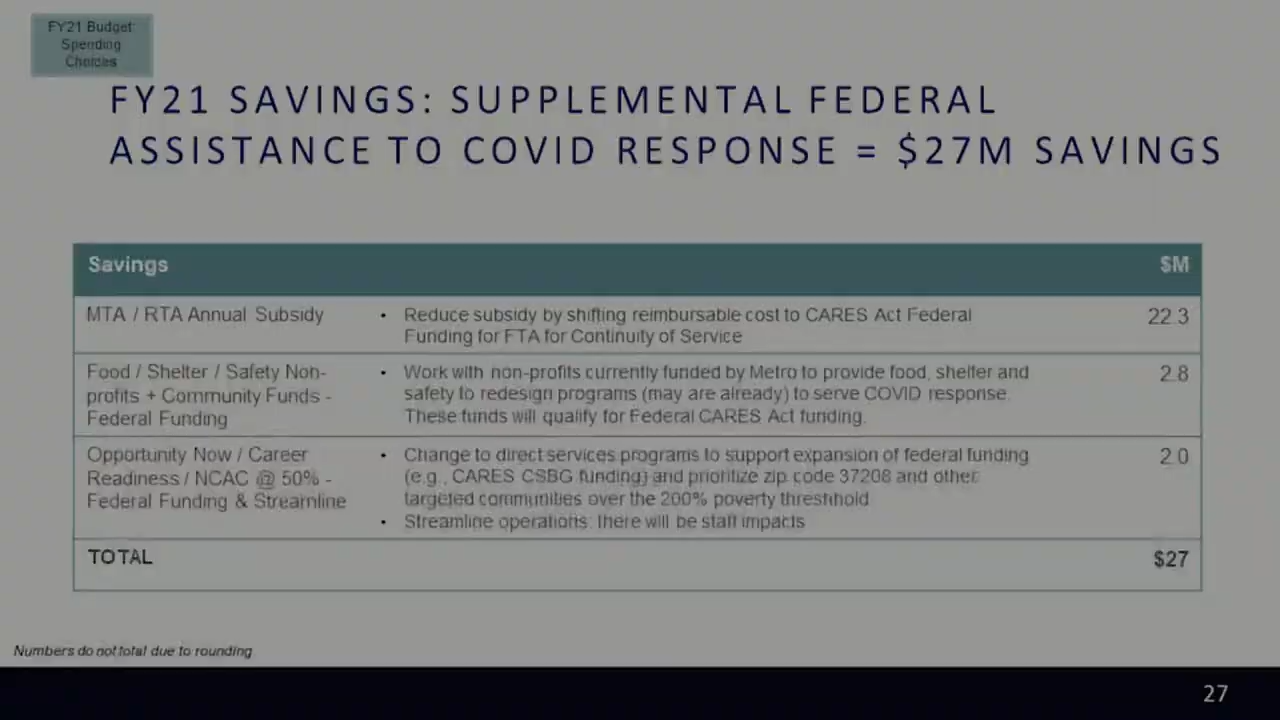 FY21 Budget:
Spending
Choices
FY21 SAVINGS: SUPPLEMENTAL FEDERAL
ASSISTANCE TO COVID RESPONSE = $27M SAVINGS
Savings $M
MTA / RTA Annual Subsidy • Reduce subsidy by shifting reimbursable cost to CARES Act Federal 22.3
Funding for FTA for Continuity of Service
Food / Shelter / Safety Non- • Work with non-profits currently funded by Metro to provide food, shelter and 2.8
profits + Community Funds - safety to redesign programs (may are already) to serve COVID response.
Federal Funding These funds will qualify for Federal CARES Act funding.
Opportunity Now / Career • Change to direct services programs to support expansion of federal funding 2.0
Readiness / NCAC @ 50% - (e.g., CARES CSBG funding) and prioritize zip code 37208 and other
Federal Funding & Streamline targeted communities over the 200% poverty threshhold
• Streamline operations: there will be staff impacts
TOTAL $27
Numbers do not total due to rounding
27